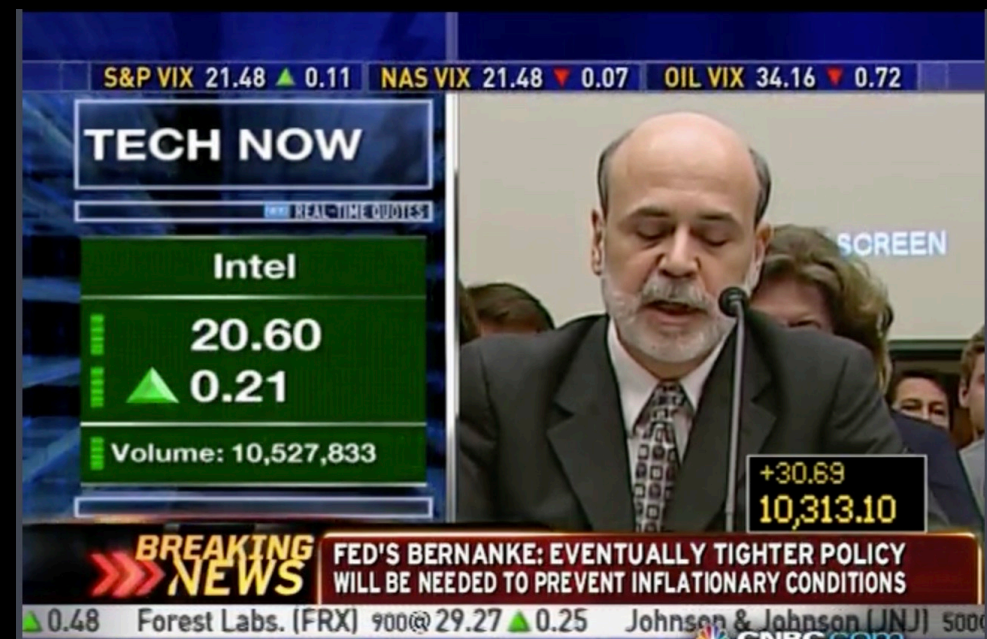 S&P VIX 21.48 ▲ 0.11 NAS VIX 21.48 ▼ 0.07 OIL VIX 34.16 ▼ 0.72
TECH NOW
REAL-TIME QUOTES
Intel
20.60
▲ 0.21
Volume: 10,527,833
SCREEN
+30.69
10,313.10
BREAKING NEWS
FED'S BERNANKE: EVENTUALLY TIGHTER POLICY
WILL BE NEEDED TO PREVENT INFLATIONARY CONDITIONS
▲ 0.48 Forest Labs. (FRX) 900@ 29.27 ▲ 0.25 Johnson & Johnson (JNJ) 500
CNBC.com